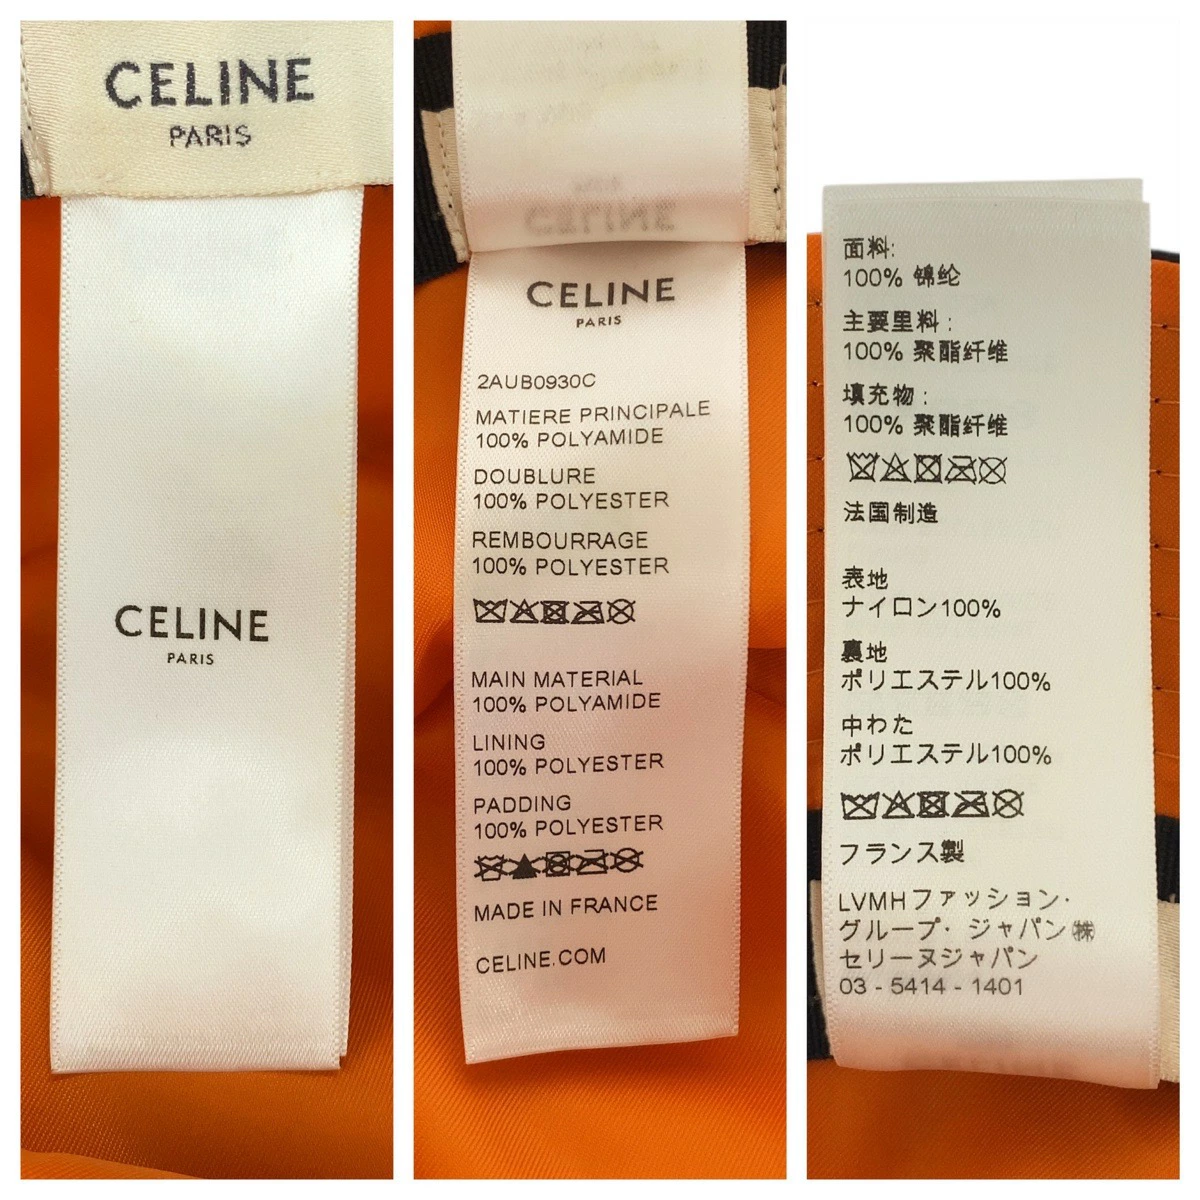 CELINE
PARIS
CELINE
PARIS
CELINE
CELINE
PARIS
2AUB0930C
MATIERE PRINCIPALE
100% POLYAMIDE
DOUBLURE
100% POLYESTER
REMBOURRAGE
100% POLYESTER
MAIN MATERIAL
100% POLYAMIDE
LINING
100% POLYESTER
PADDING
100% POLYESTER
MADE IN FRANCE
CELINE.COM
面料:
100% 锦纶
主要里料:
100% 聚酯纤维
填充物:
100% 聚酯纤维
法国制造
表地
ナイロン100%
裏地
ポリエステル100%
中わた
ポリエステル100%
フランス製
LVMHファッション・
グループ・ジャパン㈱
セリーヌジャパン
03 - 5414 - 1401